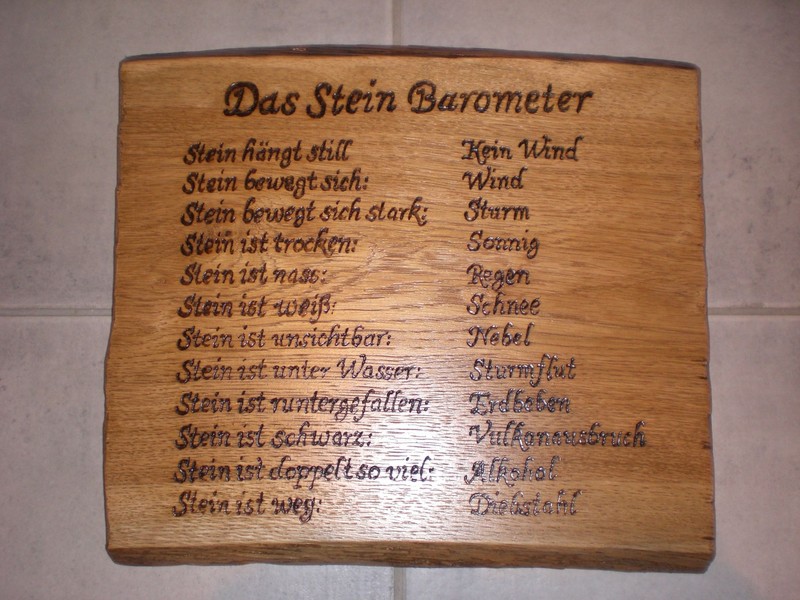 Das Stein Barometer
Stein hängt still Kein Wind
Stein bewegt sich: Wind
Stein bewegt sich stark: Sturm
Stein ist trocken: Sonnig
Stein ist nass: Regen
Stein ist weiß: Schnee
Stein ist unsichtbar: Nebel
Stein ist unter Wasser: Sturmflut
Stein ist runtergefallen: Erdbeben
Stein ist schwarz: Vulkanausbruch
Stein ist doppelt so viel: Alkohol
Stein ist weg: Diebstahl